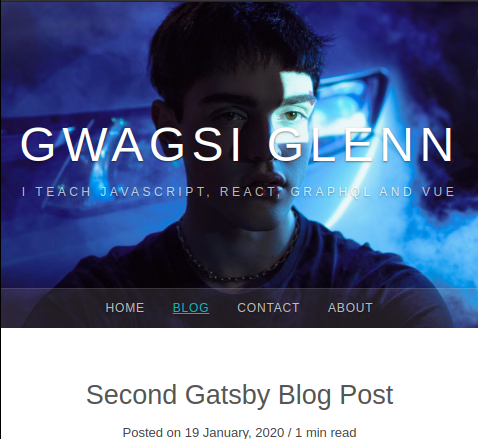 GWAGSI GLENN
I TEACH JAVASCRIPT, REACT, GRAPHQL AND VUE
HOME BLOG CONTACT ABOUT
Second Gatsby Blog Post
Posted on 19 January, 2020 / 1 min read